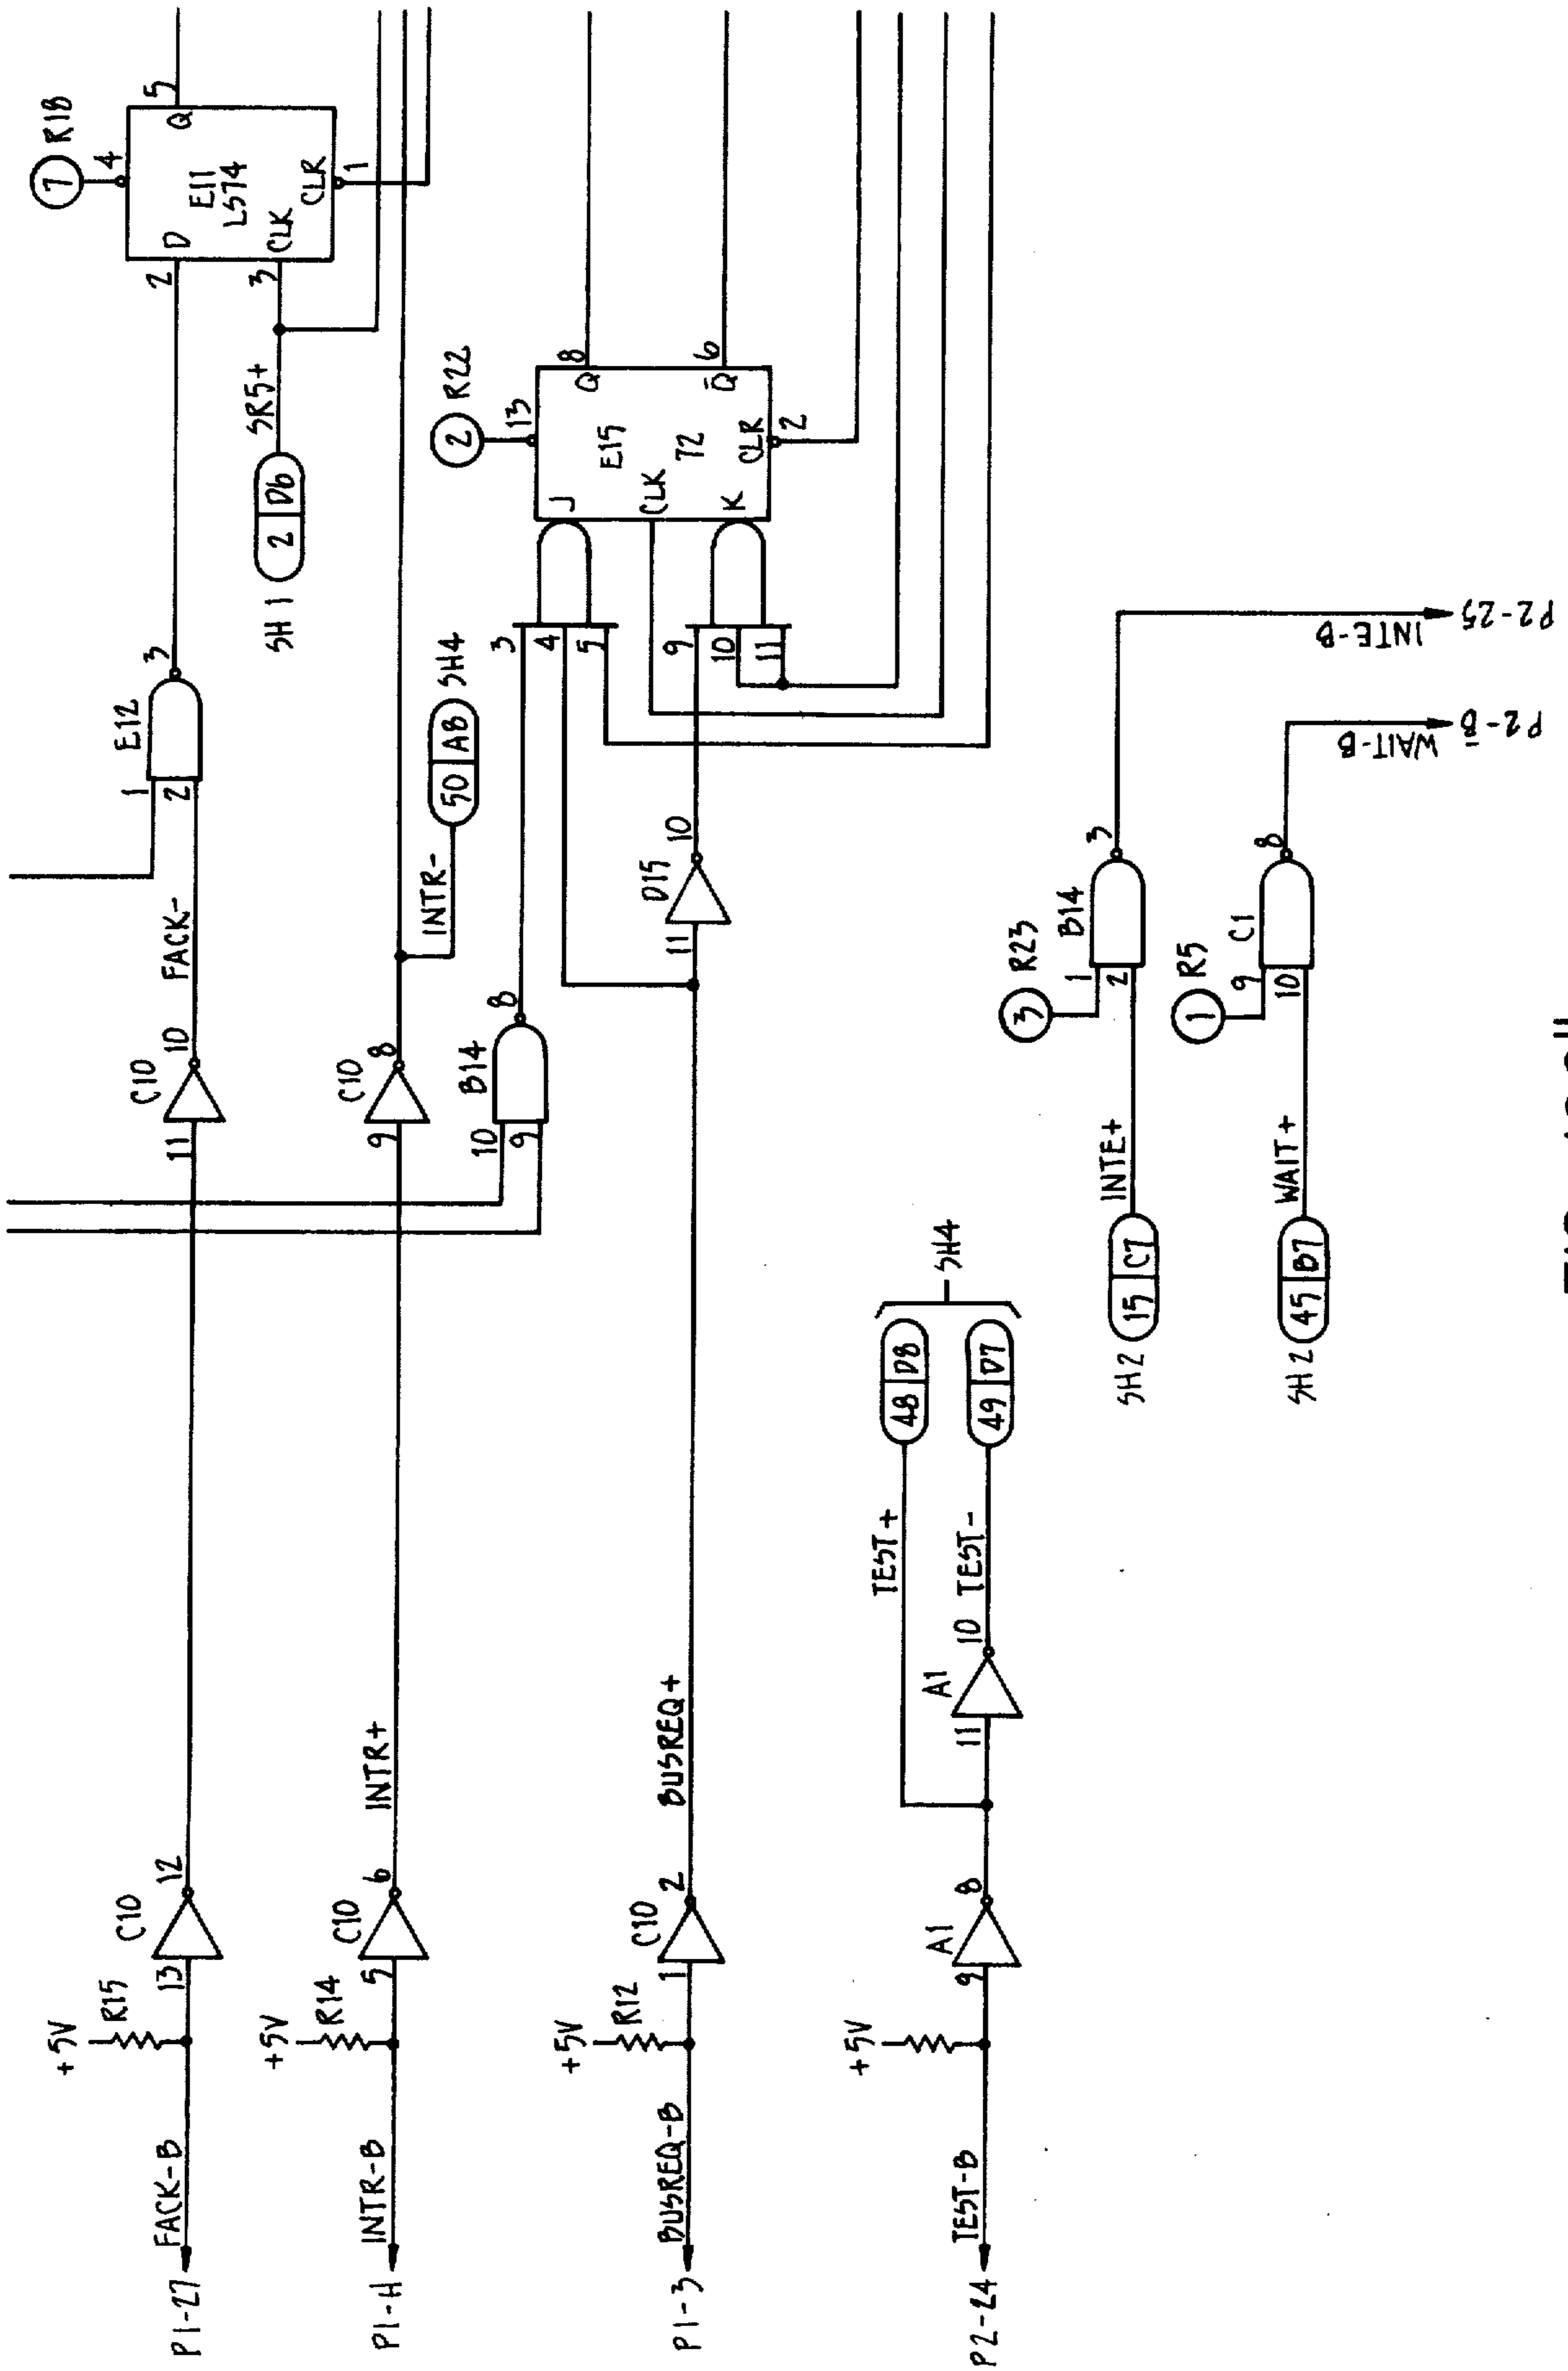 7 R18
4
D Q
2 5
E11
LS74
CLK
3
CLR
1
SR5+
SH 1 2 D6
E12
1
2
3
FACK-
C10
11 10
C10
13 12
+5V
R15
FACK-B
P1-27
INTR-
50 A8 SH4
C10
9 8
INTR+
C10
5 6
+5V
R14
INTR-B
P1-H
2 R22
13
J Q 8
E15
72
CLK
K Q̅ 6
CLR
2
3
4
5
9
10
11
B14
10
9
8
D15
11 10
BUSREQ+
C10
1 2
+5V
R12
BUSREQ-B
P1-3
TEST+
48 D8
49 D7
SH4
TEST-
A1
11 10
A1
9 8
+5V
TEST-B
P2-24
3 R23
1
2
B14
3
INTE+
SH2 15 C7
INTE-B
P2-25
1 R5
9
10
C1
8
WAIT+
SH2 45 B7
WAIT-B
P2-B̅